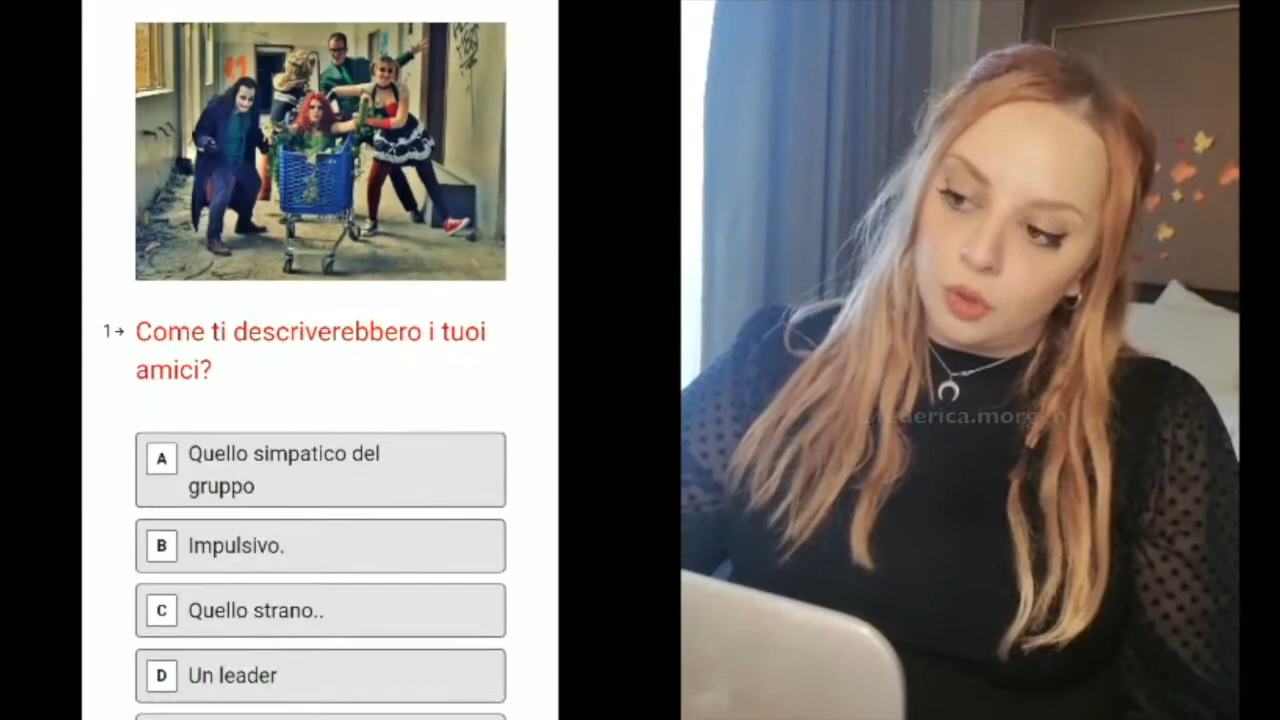 1→ Come ti descriverebbero i tuoi
amici?
A Quello simpatico del
gruppo
B Impulsivo.
C Quello strano..
D Un leader